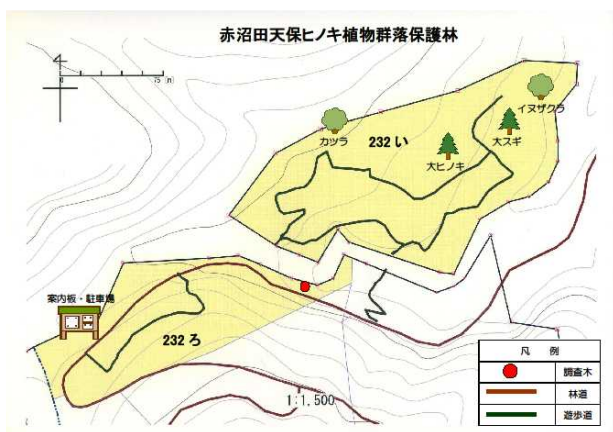 赤沼田天保ヒノキ植物群落保護林
0 75 (m)
イヌザクラ
カツラ
232 い
大スギ
大ヒノキ
案内板・駐車場
232 ろ
1:1,500
凡 例
調査木
林道
遊歩道